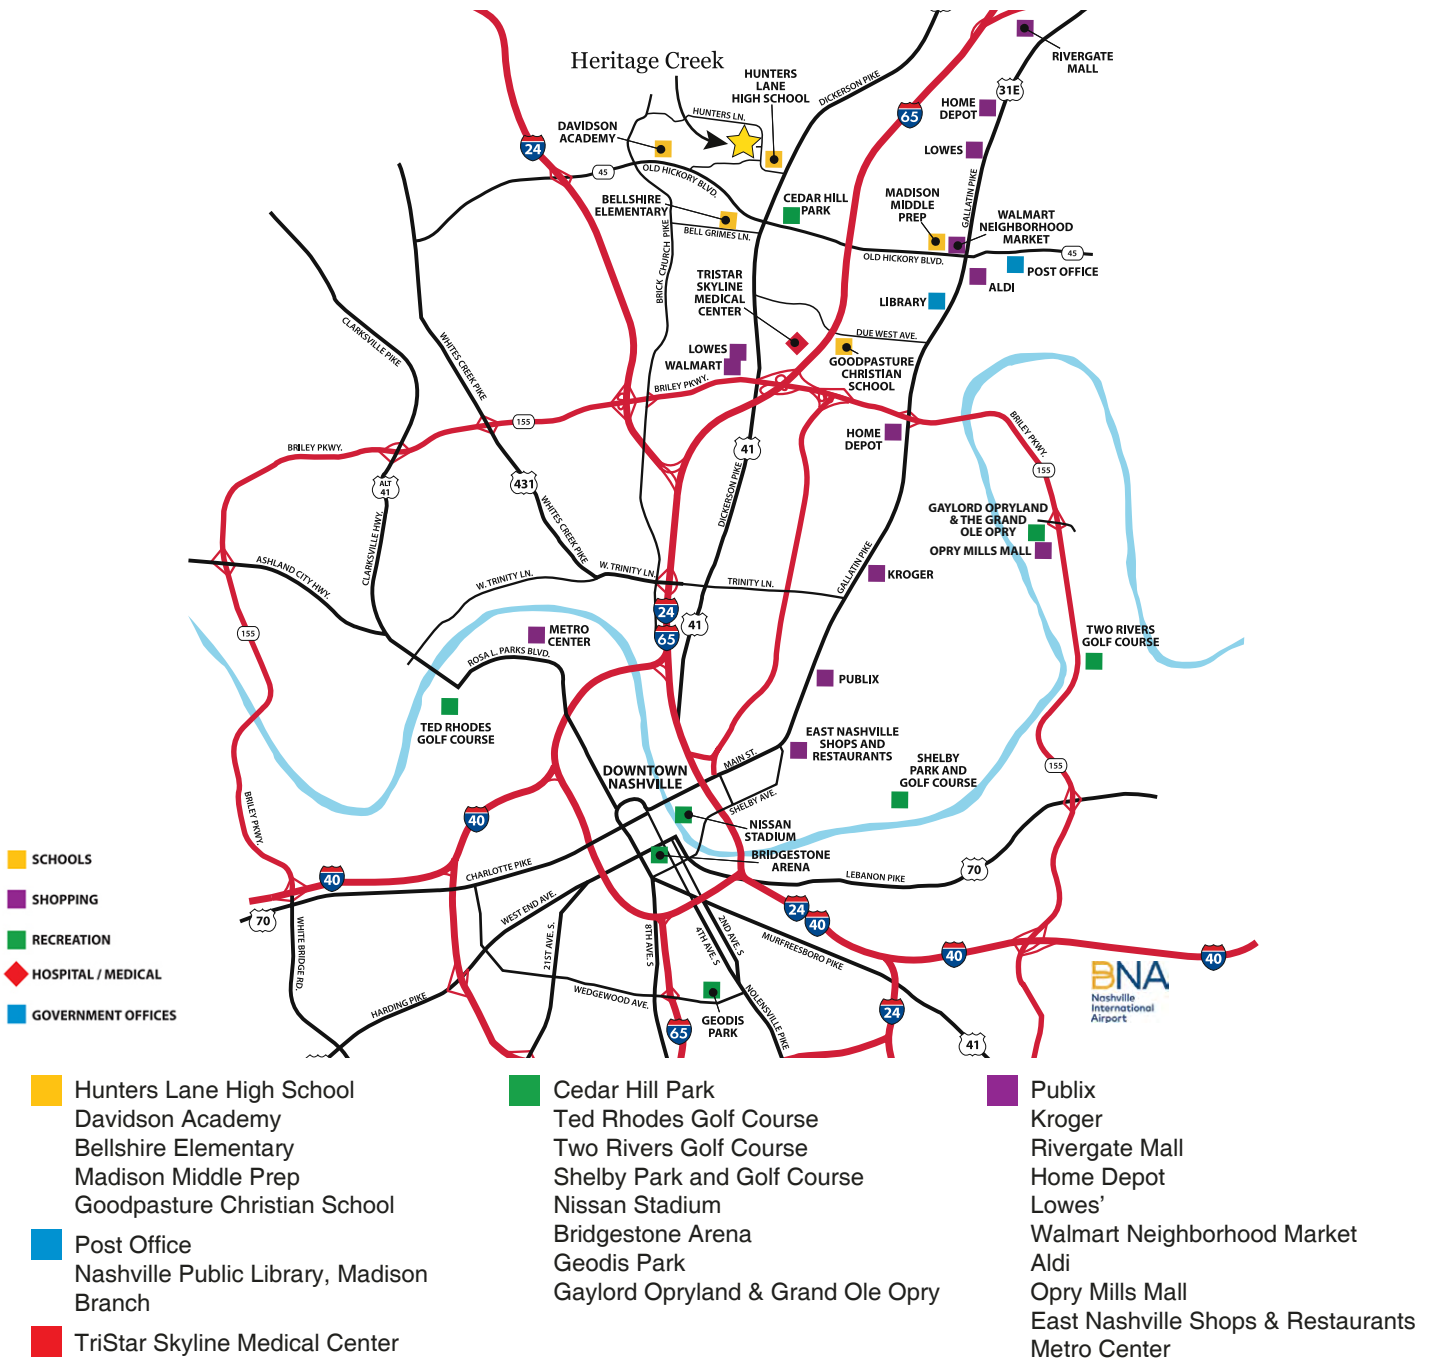 Heritage Creek
RIVERGATE
MALL
HUNTERS
LANE
HIGH SCHOOL
DICKERSON PIKE
31E
HOME
DEPOT
65
HUNTERS LN.
DAVIDSON
ACADEMY
24
LOWES
45
OLD HICKORY BLVD.
GALLATIN PIKE
MADISON
MIDDLE
PREP
CEDAR HILL
PARK
BELLSHIRE
ELEMENTARY
WALMART
NEIGHBORHOOD
MARKET
BELL GRIMES LN.
BRICK CHURCH PIKE
OLD HICKORY BLVD.
45
POST OFFICE
ALDI
TRISTAR
SKYLINE
MEDICAL
CENTER
LIBRARY
CLARKSVILLE PIKE
WHITES CREEK PIKE
DUE WEST AVE.
LOWES
WALMART
GOODPASTURE
CHRISTIAN
SCHOOL
BRILEY PKWY.
155
BRILEY PKWY.
HOME
DEPOT
41
BRILEY PKWY.
155
ALT
41
431
DICKERSON PIKE
WHITES CREEK PIKE
GAYLORD OPRYLAND
& THE GRAND
OLE OPRY
OPRY MILLS MALL
CLARKSVILLE HWY.
ASHLAND CITY HWY.
W. TRINITY LN.
W. TRINITY LN.
TRINITY LN.
GALLATIN PIKE
KROGER
24
65
41
155
METRO
CENTER
ROSA L. PARKS BLVD.
TWO RIVERS
GOLF COURSE
PUBLIX
TED RHODES
GOLF COURSE
EAST NASHVILLE
SHOPS AND
RESTAURANTS
MAIN ST.
SHELBY
PARK AND
GOLF COURSE
155
DOWNTOWN
NASHVILLE
SHELBY AVE.
BRILEY PKWY.
40
NISSAN
STADIUM
BRIDGESTONE
ARENA
CHARLOTTE PIKE
LEBANON PIKE
70
40
70
WEST END AVE.
24
40
WHITE BRIDGE RD.
21ST AVE. S.
8TH AVE. S
4TH AVE. S
2ND AVE. S
MURFREESBORO PIKE
40
40
HARDING PIKE
WEDGEWOOD AVE.
NOLENSVILLE PIKE
GEODIS
PARK
65
24
41
BNA
Nashville
International
Airport
SCHOOLS
SHOPPING
RECREATION
HOSPITAL / MEDICAL
GOVERNMENT OFFICES
Hunters Lane High School
Davidson Academy
Bellshire Elementary
Madison Middle Prep
Goodpasture Christian School
Post Office
Nashville Public Library, Madison
Branch
TriStar Skyline Medical Center
Cedar Hill Park
Ted Rhodes Golf Course
Two Rivers Golf Course
Shelby Park and Golf Course
Nissan Stadium
Bridgestone Arena
Geodis Park
Gaylord Opryland & Grand Ole Opry
Publix
Kroger
Rivergate Mall
Home Depot
Lowes’
Walmart Neighborhood Market
Aldi
Opry Mills Mall
East Nashville Shops & Restaurants
Metro Center